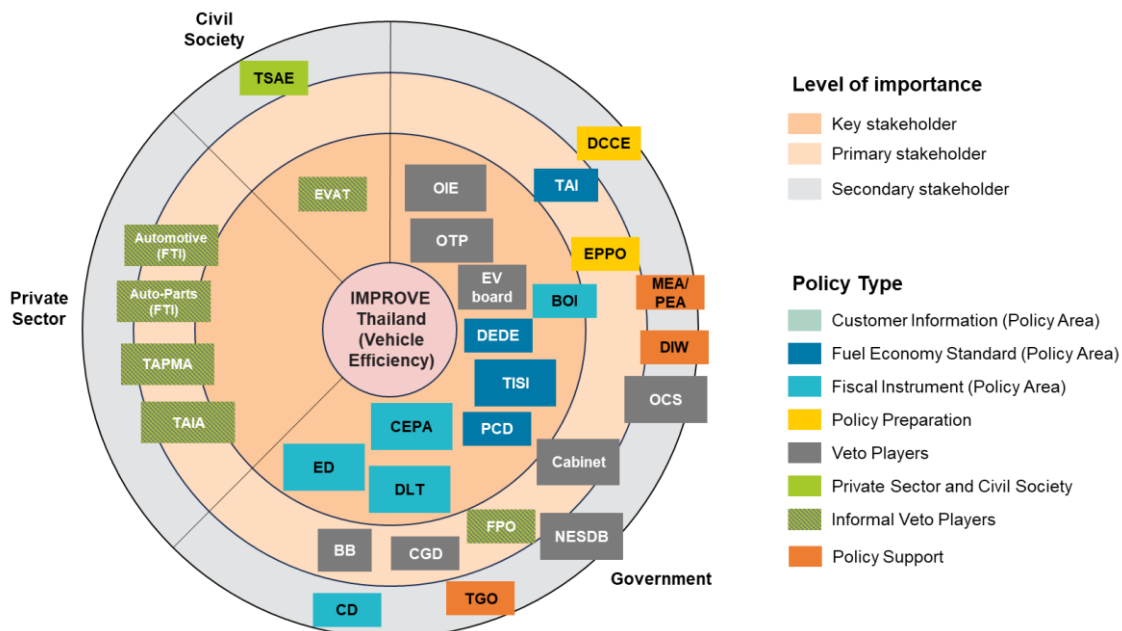 Civil
Society
TSAE
DCCE
TAI
EVAT
OIE
OTP
EPPO
Automotive
(FTI)
EV
board
MEA/
PEA
Private
Sector
Auto-Parts
(FTI)
IMPROVE
Thailand
(Vehicle
Efficiency)
BOI
DEDE
DIW
TAPMA
TISI
OCS
TAIA
CEPA
PCD
ED
DLT
Cabinet
FPO
NESDB
BB
CGD
Government
CD
TGO
Level of importance
Key stakeholder
Primary stakeholder
Secondary stakeholder
Policy Type
Customer Information (Policy Area)
Fuel Economy Standard (Policy Area)
Fiscal Instrument (Policy Area)
Policy Preparation
Veto Players
Private Sector and Civil Society
Informal Veto Players
Policy Support